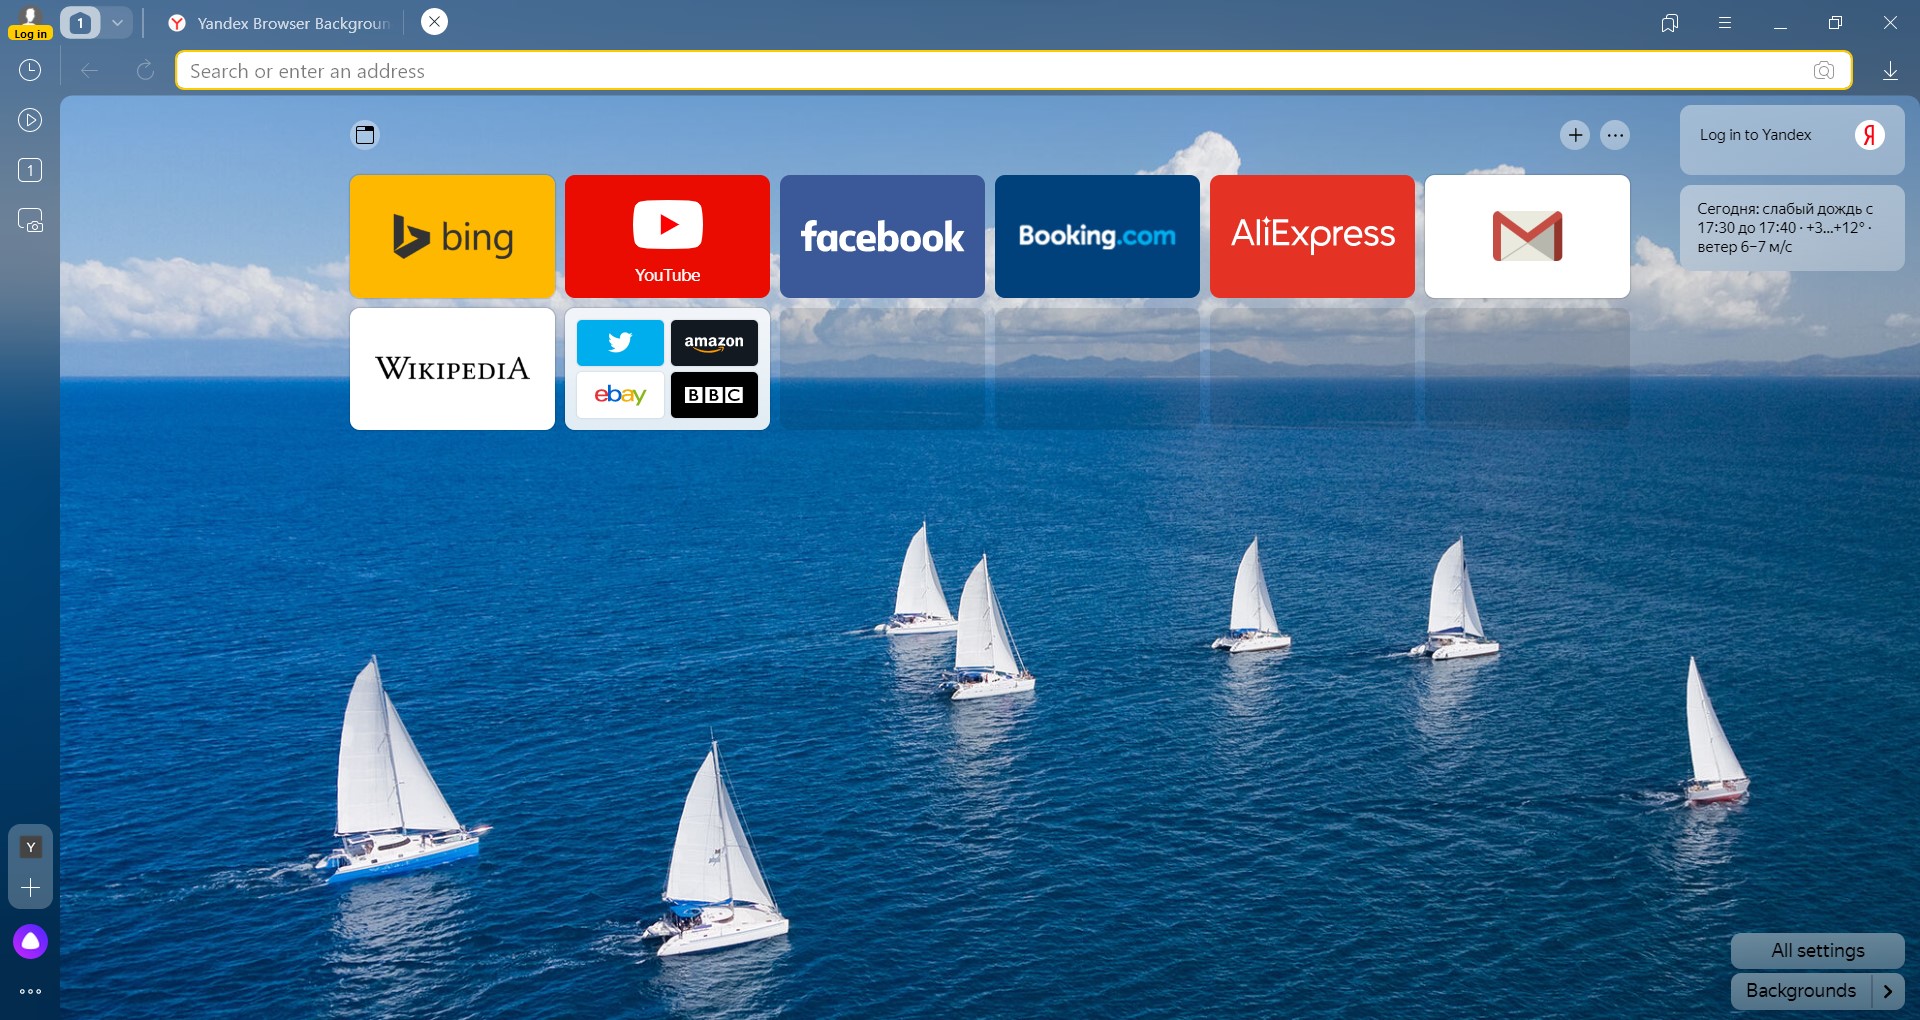 Log in
1
Yandex Browser Backgroun
Search or enter an address
1
bing
YouTube
facebook
Booking.com
AliExpress
Log in to Yandex
Я
Сегодня: слабый дождь с
17:30 до 17:40 · +3...+12° ·
ветер 6–7 м/с
WIKIPEDIA
amazon
ebay
BBC
Y
All settings
Backgrounds